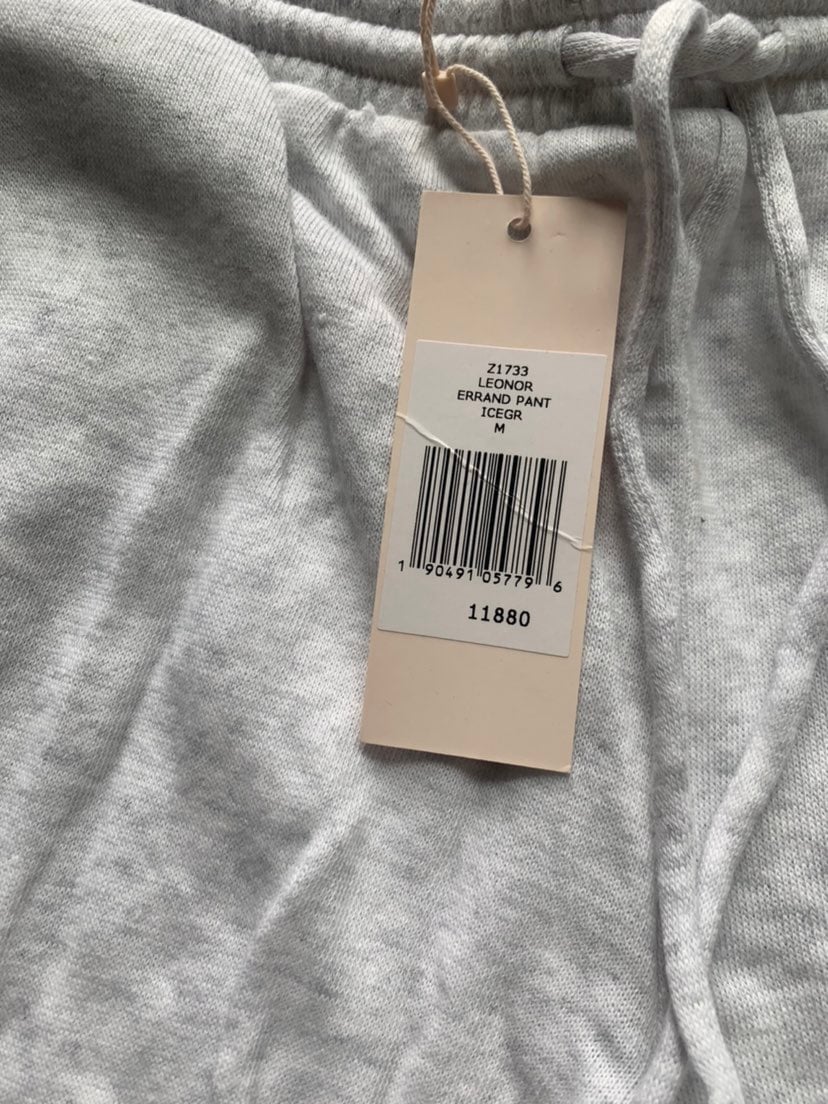 Z1733
LEONOR
ERRAND PANT
ICEGR
M
1 90491 05779 6
11880